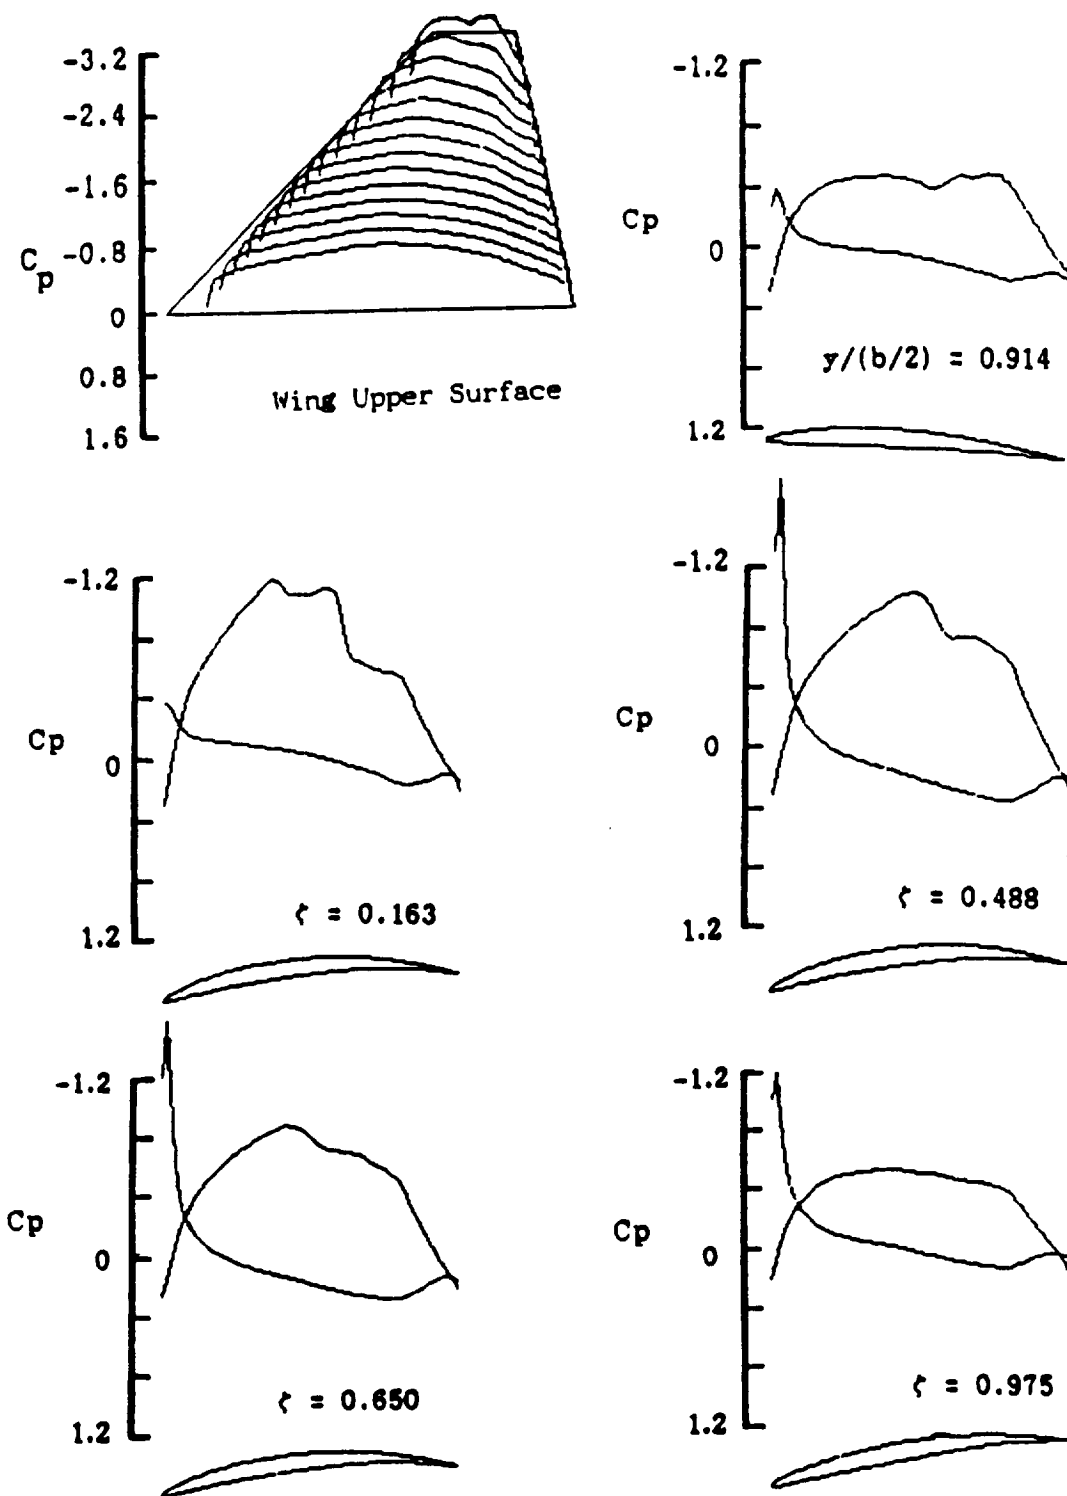 -3.2
-2.4
-1.6
Cp -0.8
0
0.8
1.6
Wing Upper Surface
-1.2
Cp
0
1.2
y/(b/2) = 0.914
-1.2
Cp
0
1.2
ζ = 0.163
-1.2
Cp
0
1.2
ζ = 0.488
-1.2
Cp
0
1.2
ζ = 0.650
-1.2
Cp
0
1.2
ζ = 0.975